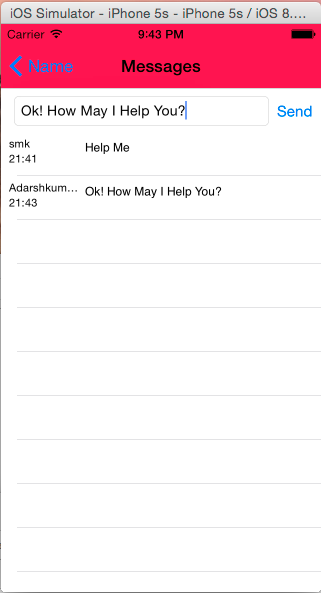 iOS Simulator - iPhone 5s - iPhone 5s / iOS 8....
Carrier 9:43 PM
Name Messages
Ok! How May I Help You? Send
smk Help Me
21:41
Adarshkum... Ok! How May I Help You?
21:43